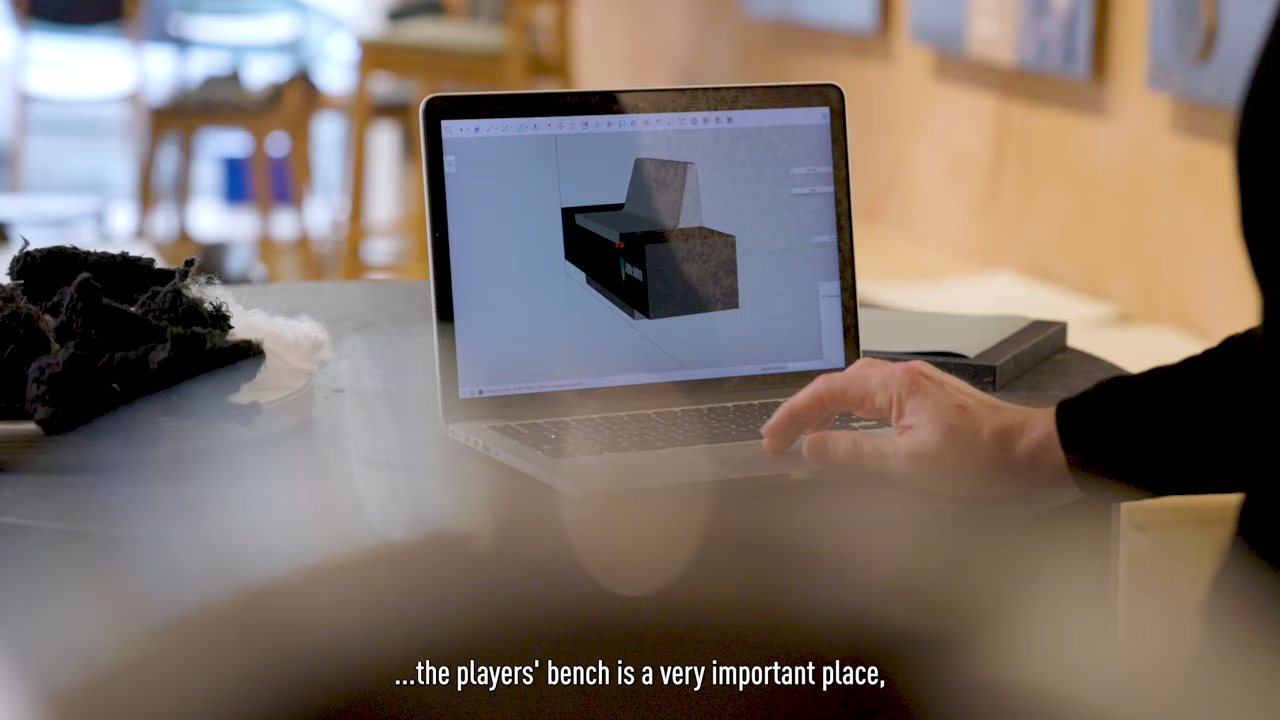 ...the players' bench is a very important place,